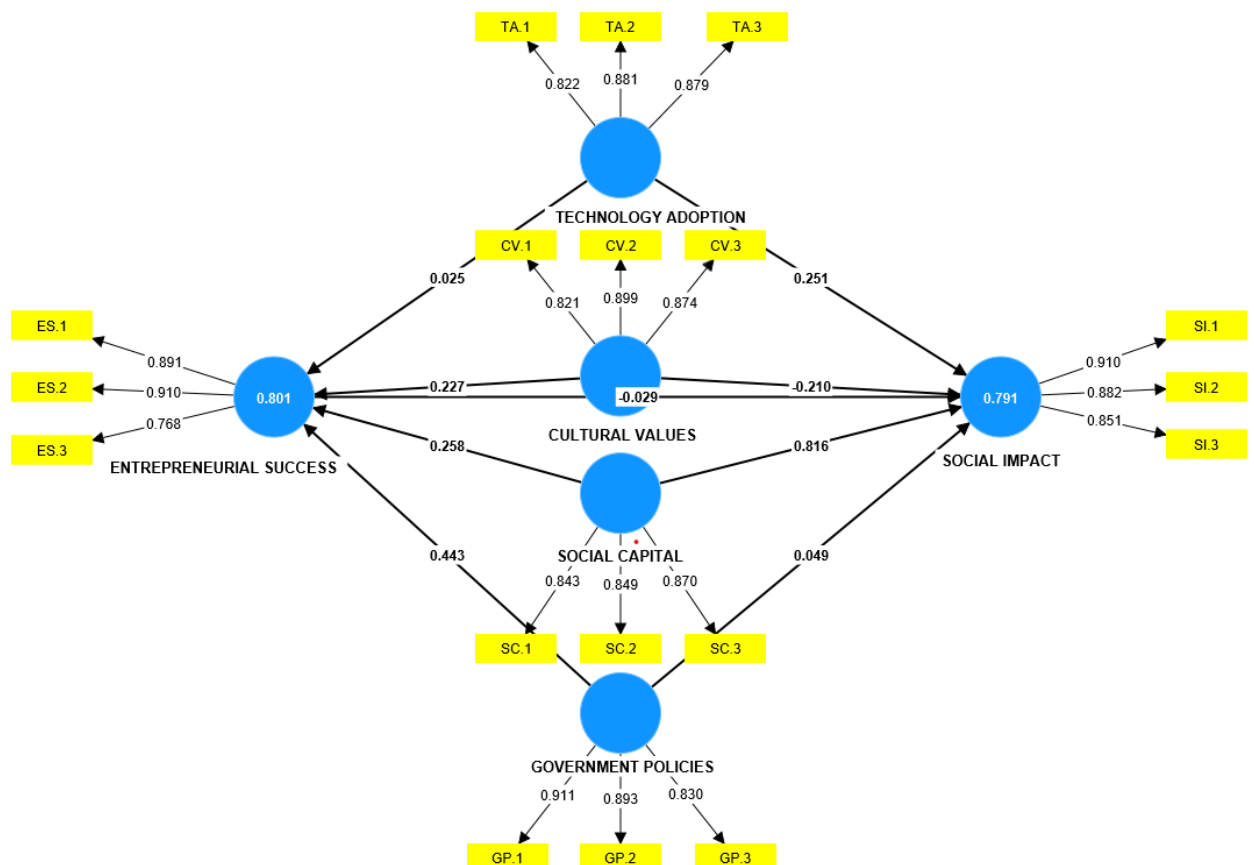 TA.1 TA.2 TA.3
0.822 0.881 0.879
TECHNOLOGY ADOPTION
CV.1 CV.2 CV.3
0.025 0.251
0.821 0.899 0.874
ES.1 SI.1
0.891 0.910
ES.2 SI.2
0.910 0.882
0.801 0.227 -0.210 0.791
-0.029
0.768 0.851
ES.3 SI.3
CULTURAL VALUES
0.258 0.816
ENTREPRENEURIAL SUCCESS SOCIAL IMPACT
0.443 SOCIAL CAPITAL 0.049
0.843 0.849 0.870
SC.1 SC.2 SC.3
GOVERNMENT POLICIES
0.911 0.893 0.830
GP.1 GP.2 GP.3